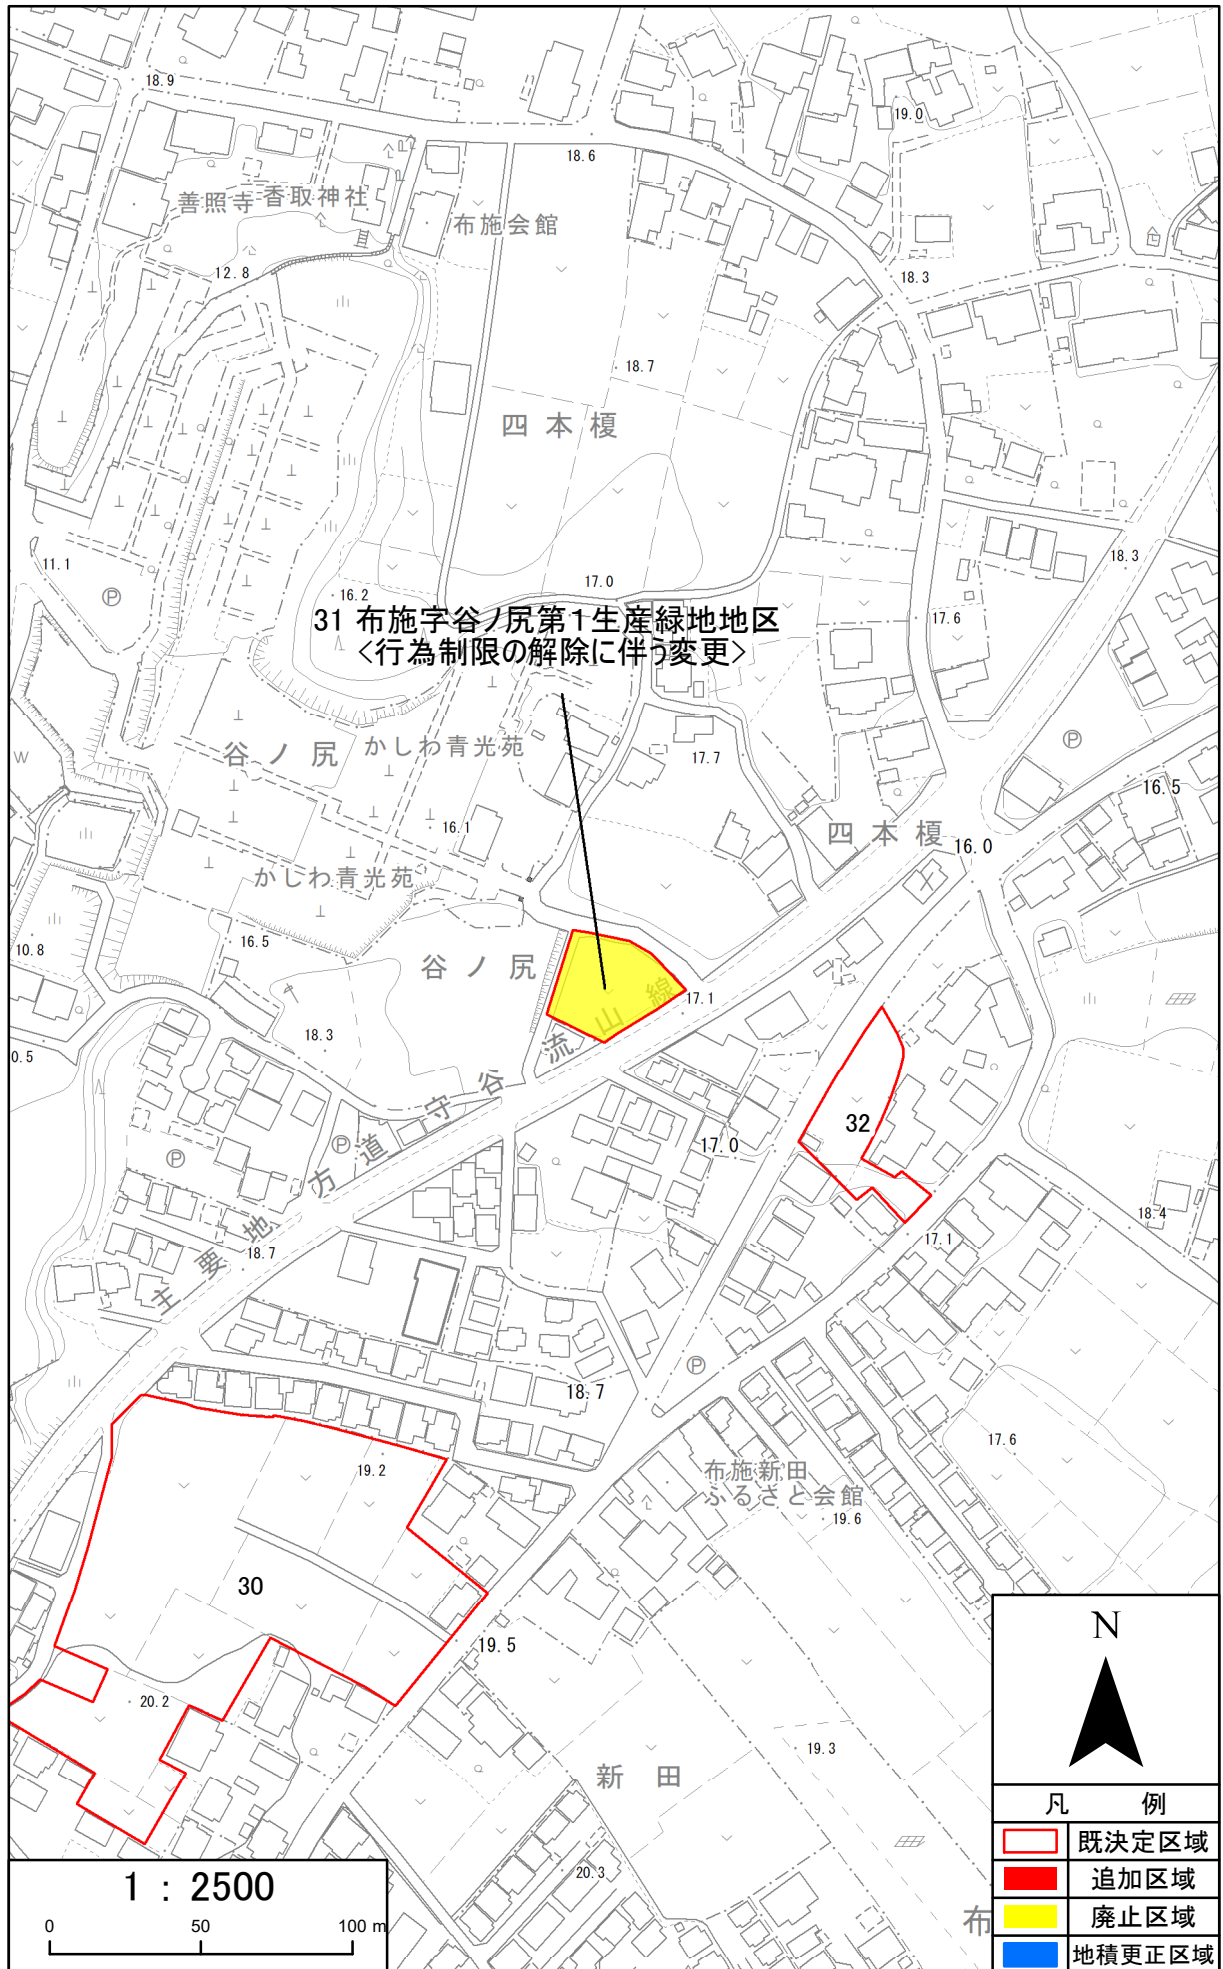 18.9
19.0
18.6
善照寺
香取神社
布施会館
12.8
18.3
18.7
四本榎
18.3
11.1
Ⓟ
17.0
16.2
31 布施字谷ノ尻第1生産緑地地区
<行為制限の解除に伴う変更>
17.6
谷ノ尻
かしわ青光苑
Ⓟ
17.7
16.5
16.1
四本榎
16.0
かしわ青光苑
16.5
10.8
谷ノ尻
17.1
18.3
0.5
主要地方道守谷流山線
32
17.0
Ⓟ
Ⓟ
18.4
17.1
18.7
Ⓟ
18.7
17.6
19.2
布施新田
ふるさと会館
19.6
30
19.5
20.2
19.3
新田
20.3
布
N
凡例
既決定区域
追加区域
廃止区域
地積更正区域
1 : 2500
0 50 100 m